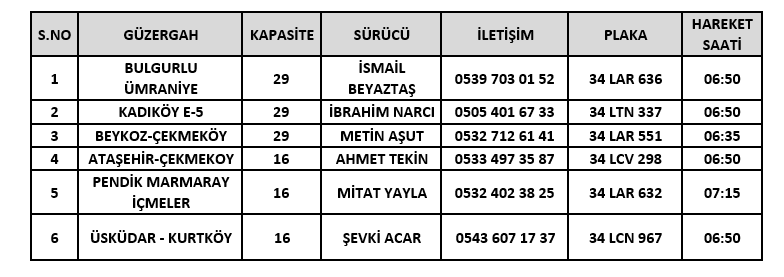 S.NO GÜZERGAH KAPASİTE SÜRÜCÜ İLETİŞİM PLAKA HAREKET SAATİ
1 BULGURLU ÜMRANİYE 29 İSMAİL BEYAZTAŞ 0539 703 01 52 34 LAR 636 06:50
2 KADIKÖY E-5 29 İBRAHİM NARCI 0505 401 67 33 34 LTN 337 06:50
3 BEYKOZ-ÇEKMEKÖY 29 METİN AŞUT 0532 712 61 41 34 LAR 551 06:35
4 ATAŞEHİR-ÇEKMEKOY 16 AHMET TEKİN 0533 497 35 87 34 LCV 298 06:50
5 PENDİK MARMARAY İÇMELER 16 MİTAT YAYLA 0532 402 38 25 34 LAR 632 07:15
6 ÜSKÜDAR - KURTKÖY 16 ŞEVKİ ACAR 0543 607 17 37 34 LCN 967 06:50